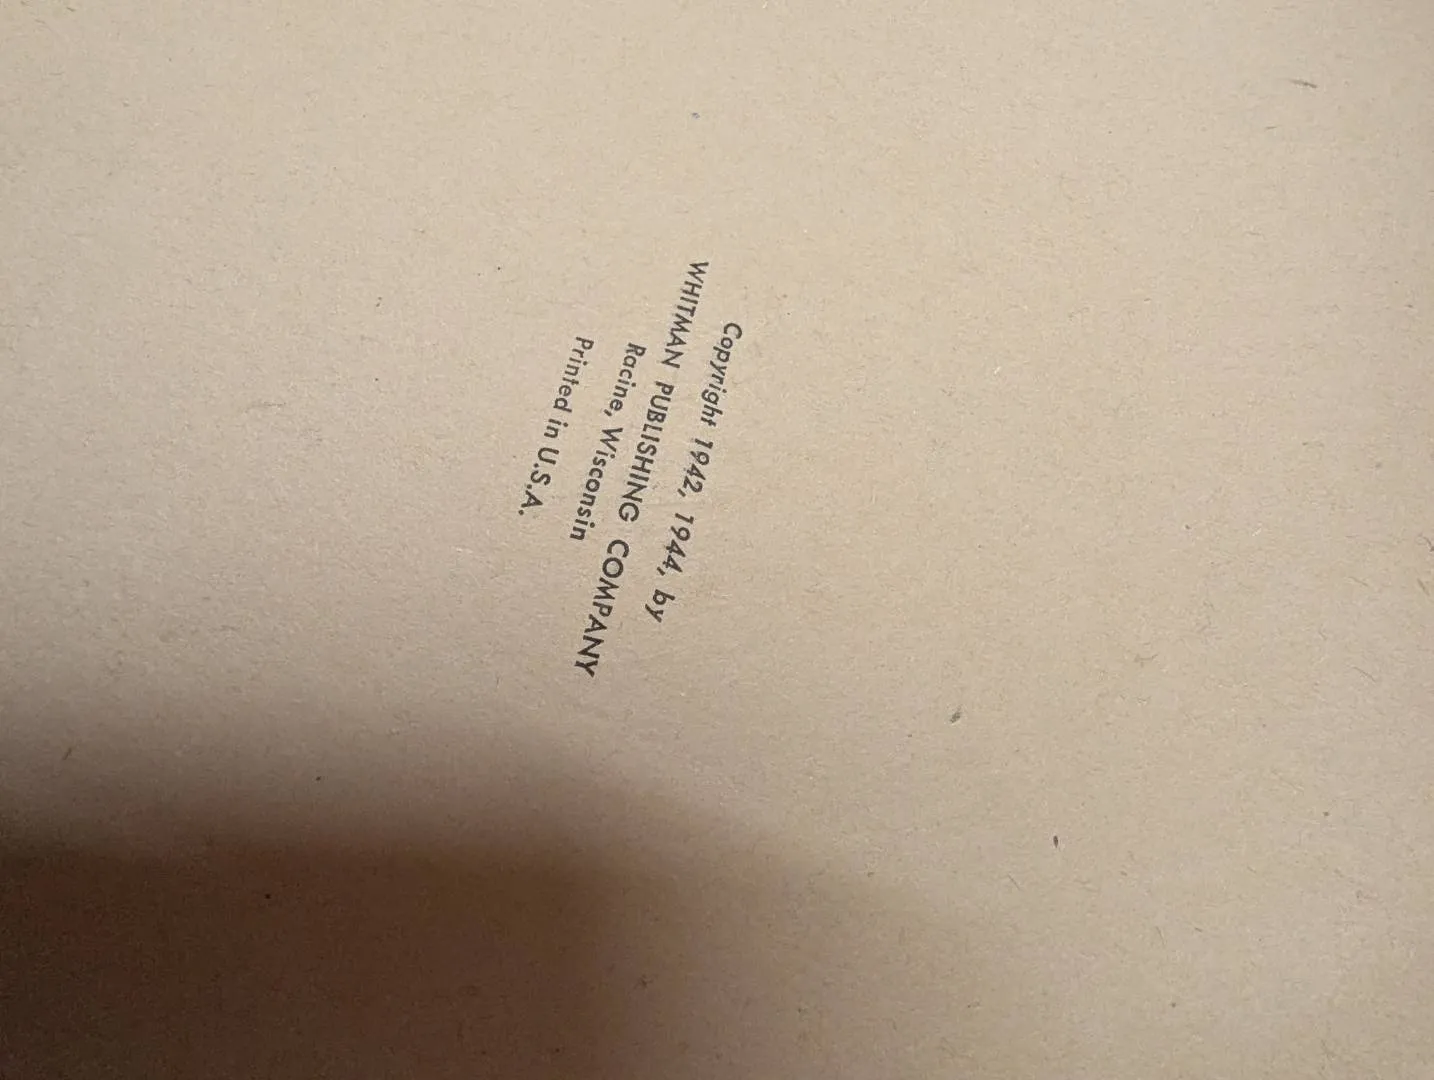 Copyright 1942, 1944, by
WHITMAN PUBLISHING COMPANY
Racine, Wisconsin
Printed in U.S.A.